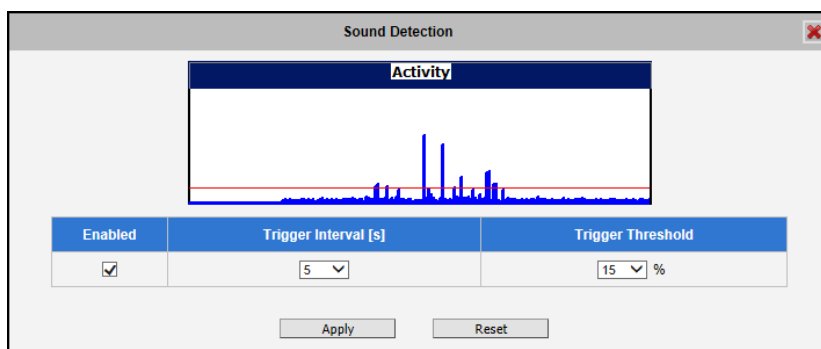 Sound Detection
Activity
Enabled Trigger Interval [s] Trigger Threshold
5 15 %
Apply Reset